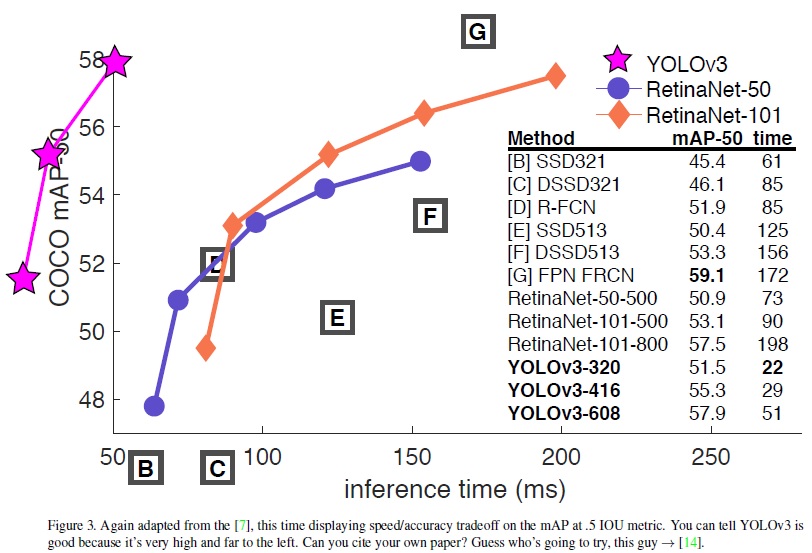 G
58
YOLOv3
RetinaNet-50
RetinaNet-101
56
Method mAP-50 time
[B] SSD321 45.4 61
[C] DSSD321 46.1 85
[D] R-FCN 51.9 85
[E] SSD513 50.4 125
[F] DSSD513 53.3 156
[G] FPN FRCN 59.1 172
RetinaNet-50-500 50.9 73
RetinaNet-101-500 53.1 90
RetinaNet-101-800 57.5 198
YOLOv3-320 51.5 22
YOLOv3-416 55.3 29
YOLOv3-608 57.9 51
COCO mAP-50
54
F
52
D
50
E
48
50 100 150 200 250
B C
inference time (ms)
Figure 3. Again adapted from the [7], this time displaying speed/accuracy tradeoff on the mAP at .5 IOU metric. You can tell YOLOv3 is
good because it's very high and far to the left. Can you cite your own paper? Guess who's going to try, this guy → [14].